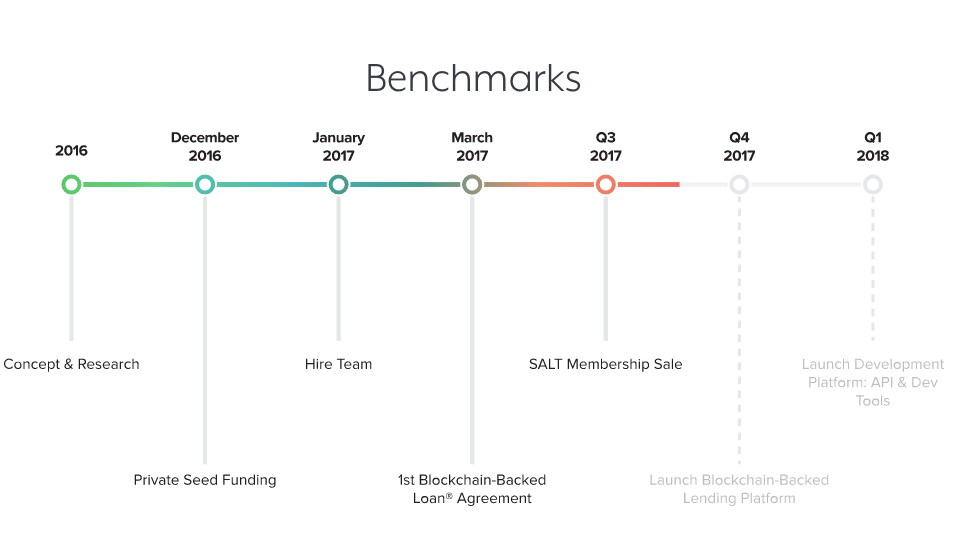 Benchmarks
2016
December
2016
January
2017
March
2017
Q3
2017
Q4
2017
Q1
2018
Concept & Research
Hire Team
SALT Membership Sale
Launch Development
Platform: API & Dev
Tools
Private Seed Funding
1st Blockchain-Backed
Loan® Agreement
Launch Blockchain-Backed
Lending Platform